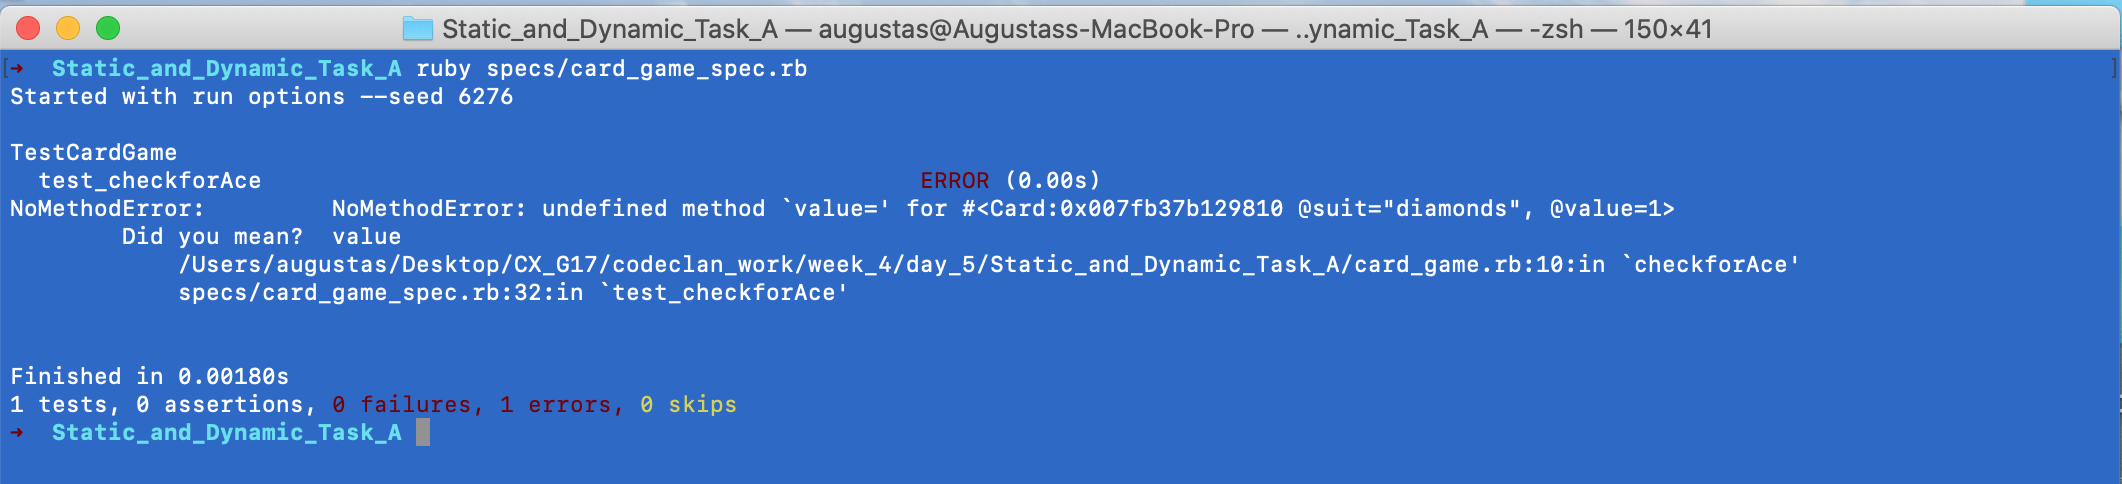 Static_and_Dynamic_Task_A — augustas@Augustass-MacBook-Pro — ..ynamic_Task_A — -zsh — 150×41
[➜  Static_and_Dynamic_Task_A ruby specs/card_game_spec.rb ]
Started with run options --seed 6276
TestCardGame
  test_checkforAce                                               ERROR (0.00s)
NoMethodError:         NoMethodError: undefined method `value=' for #<Card:0x007fb37b129810 @suit="diamonds", @value=1>
        Did you mean?  value
            /Users/augustas/Desktop/CX_G17/codeclan_work/week_4/day_5/Static_and_Dynamic_Task_A/card_game.rb:10:in `checkforAce'
            specs/card_game_spec.rb:32:in `test_checkforAce'
Finished in 0.00180s
1 tests, 0 assertions, 0 failures, 1 errors, 0 skips
➜  Static_and_Dynamic_Task_A